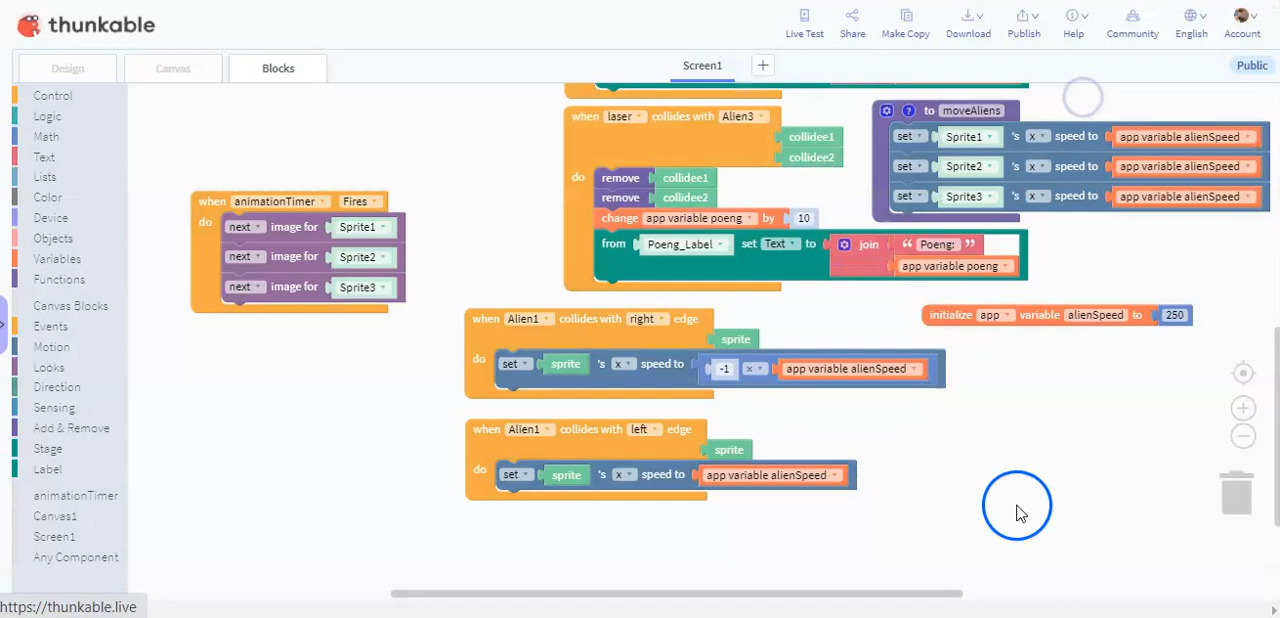 thunkable
Live Test
Share
Make Copy
Download
Publish
Help
Community
English
Account
Design
Canvas
Blocks
Screen1
+
Public
Control
Logic
Math
Text
Lists
Color
Device
Objects
Variables
Functions
Canvas Blocks
Events
Motion
Looks
Direction
Sensing
Add & Remove
Stage
Label
animationTimer
Canvas1
Screen1
Any Component
when animationTimer Fires
do next image for Sprite1
next image for Sprite2
next image for Sprite3
when laser collides with Alien3
collidee1
collidee2
do remove collidee1
remove collidee2
change app variable poeng by 10
from Poeng_Label set Text to join “ Poeng: ”
app variable poeng
? to moveAliens
set Sprite1 's x speed to app variable alienSpeed
set Sprite2 's x speed to app variable alienSpeed
set Sprite3 's x speed to app variable alienSpeed
initialize app variable alienSpeed to 250
when Alien1 collides with right edge
sprite
do set sprite 's x speed to -1 × app variable alienSpeed
when Alien1 collides with left edge
sprite
do set sprite 's x speed to app variable alienSpeed
https://thunkable.live